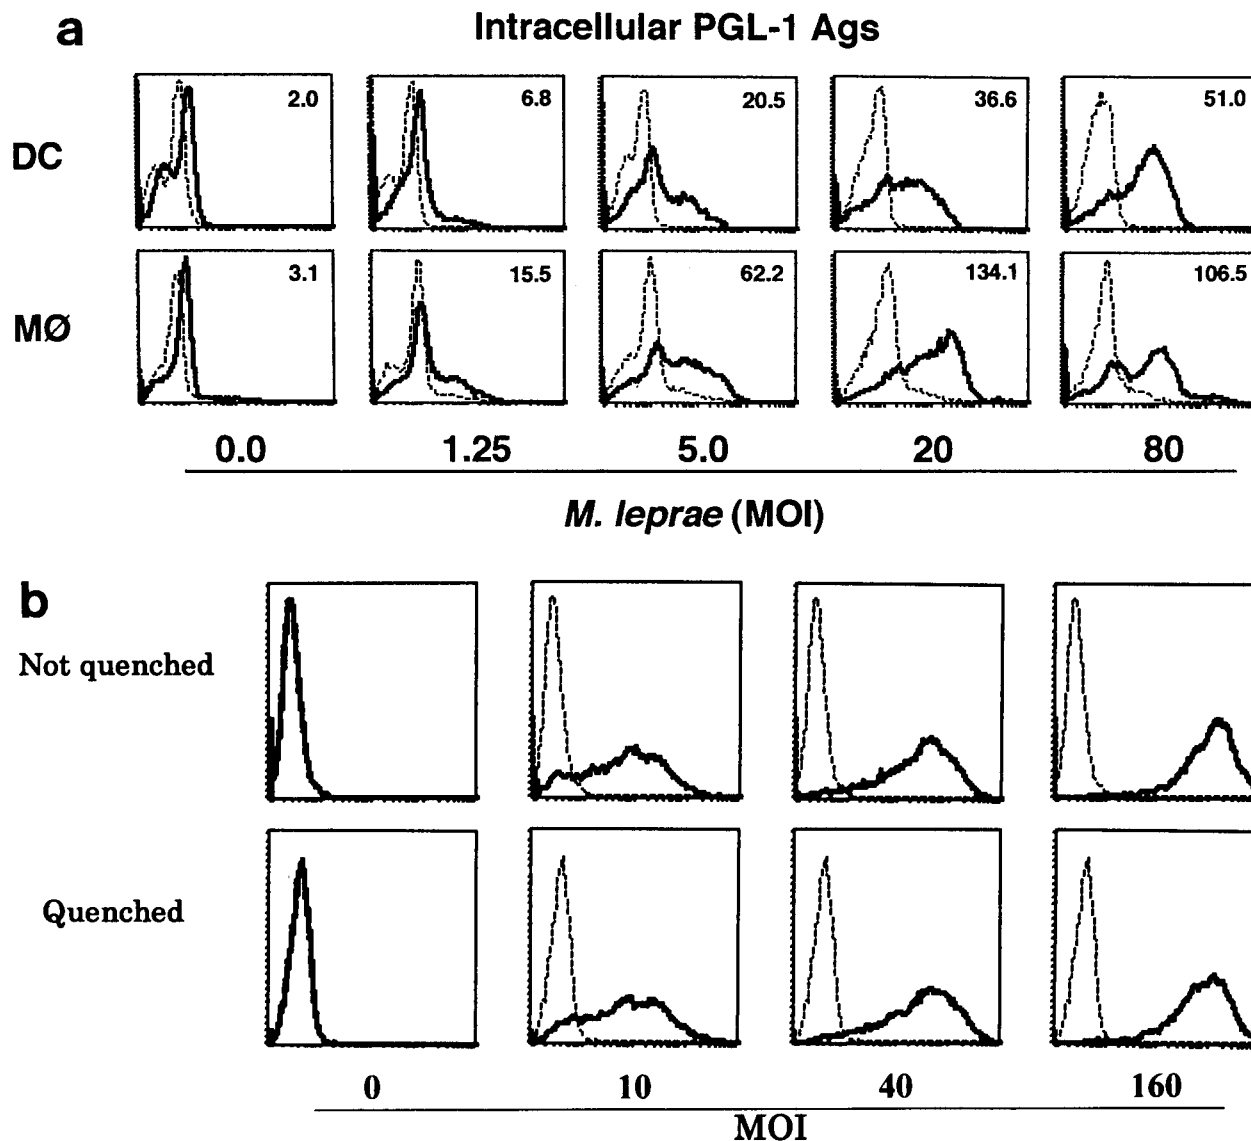 a
Intracellular PGL-1 Ags
DC
2.0
6.8
20.5
36.6
51.0
MØ
3.1
15.5
62.2
134.1
106.5
0.0 1.25 5.0 20 80
M. leprae (MOI)
b
Not quenched
Quenched
0 10 40 160
MOI